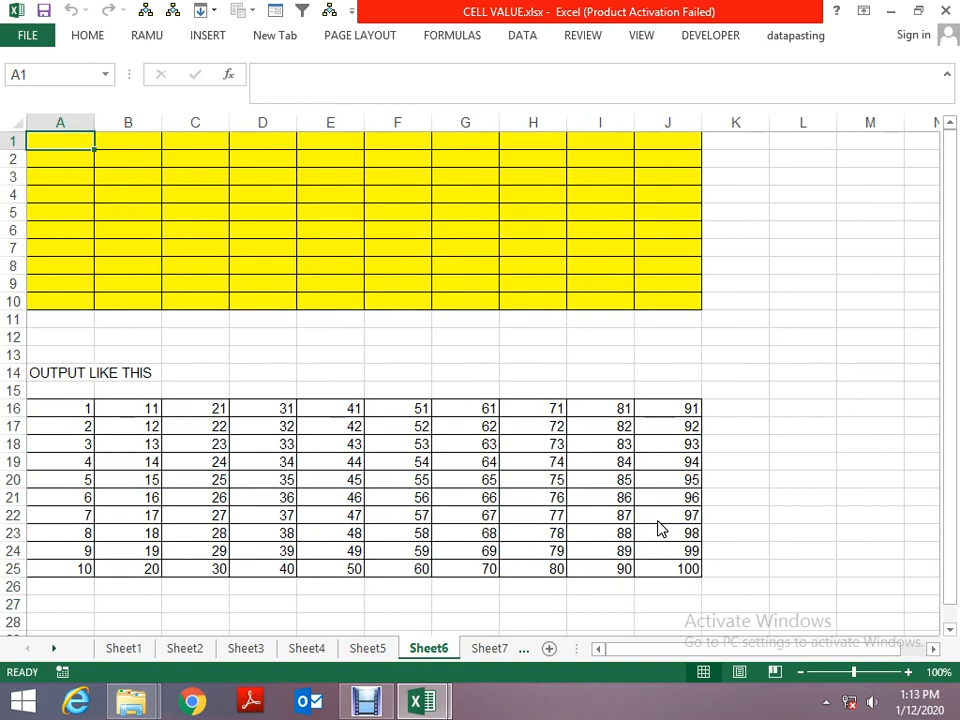 CELL VALUE.xlsx - Excel (Product Activation Failed)
FILE HOME RAMU INSERT New Tab PAGE LAYOUT FORMULAS DATA REVIEW VIEW DEVELOPER datapasting Sign in
A1 fx
A B C D E F G H I J K L M N
1
2
3
4
5
6
7
8
9
10
11
12
13
14 OUTPUT LIKE THIS
15
16 1 11 21 31 41 51 61 71 81 91
17 2 12 22 32 42 52 62 72 82 92
18 3 13 23 33 43 53 63 73 83 93
19 4 14 24 34 44 54 64 74 84 94
20 5 15 25 35 45 55 65 75 85 95
21 6 16 26 36 46 56 66 76 86 96
22 7 17 27 37 47 57 67 77 87 97
23 8 18 28 38 48 58 68 78 88 98
24 9 19 29 39 49 59 69 79 89 99
25 10 20 30 40 50 60 70 80 90 100
26
27
28
Activate Windows
Go to PC settings to activate Windows.
Sheet1 Sheet2 Sheet3 Sheet4 Sheet5 Sheet6 Sheet7 ...
READY 100%
1:13 PM
1/12/2020